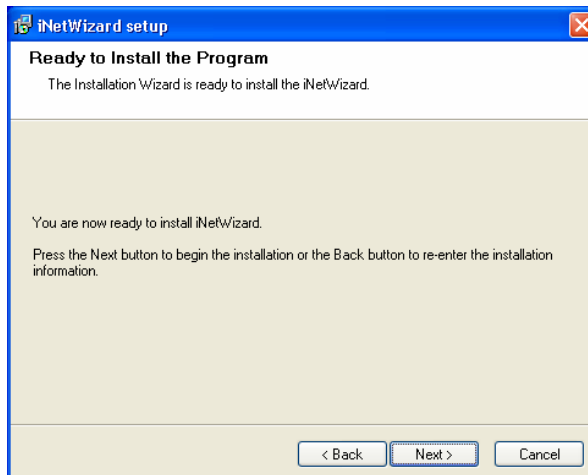 iNetWizard setup
Ready to Install the Program
The Installation Wizard is ready to install the iNetWizard.
You are now ready to install iNetWizard.
Press the Next button to begin the installation or the Back button to re-enter the installation
information.
< Back Next > Cancel